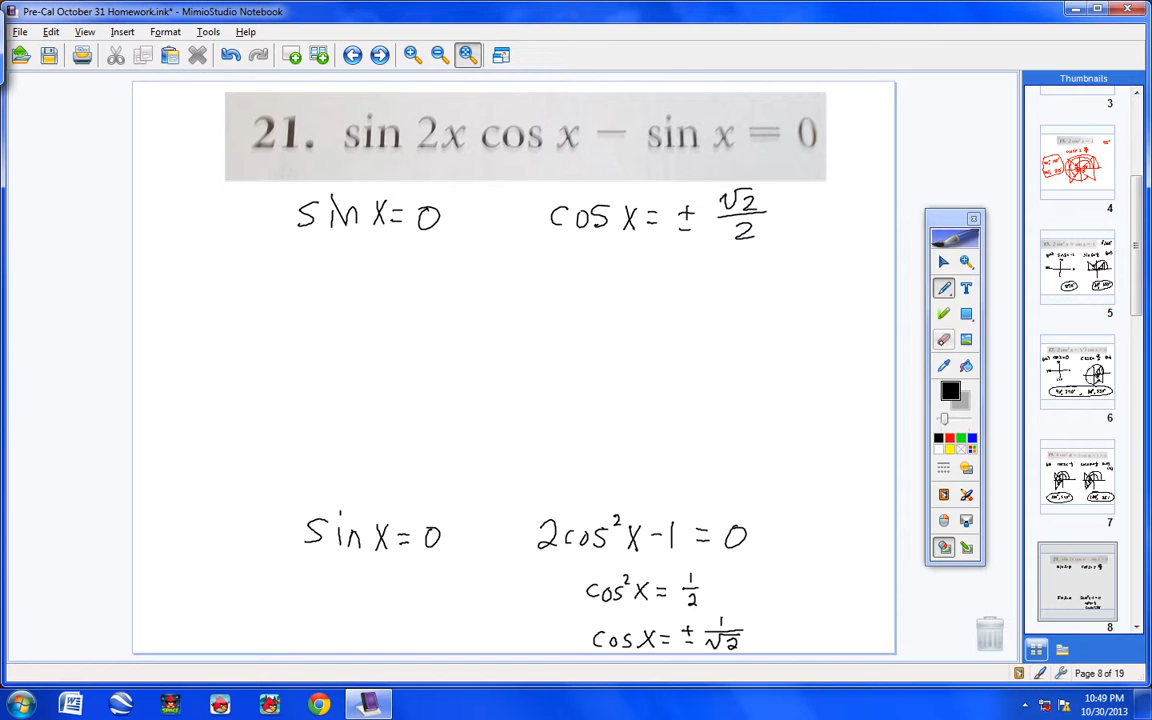 Pre-Cal October 31 Homework.ink* - MimioStudio Notebook
File Edit View Insert Format Tools Help
Thumbnails
21. sin 2x cos x − sin x = 0
sin x = 0 cos x = ± √2/2
sin x = 0 2cos²x - 1 = 0
cos²x = 1/2
cos x = ± 1/√2
3
4
5
6
7
8
Page 8 of 19
10:49 PM
10/30/2013